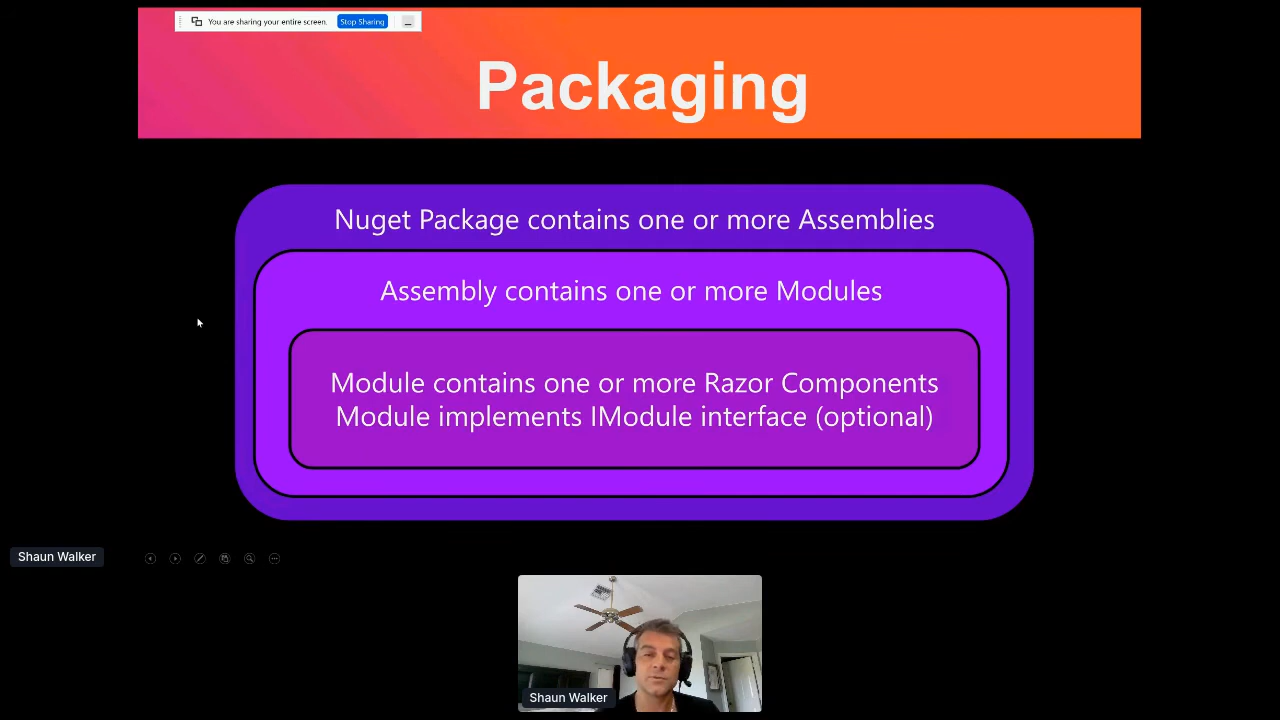 You are sharing your entire screen.
Stop Sharing
Packaging
Nuget Package contains one or more Assemblies
Assembly contains one or more Modules
Module contains one or more Razor Components
Module implements IModule interface (optional)
Shaun Walker
Shaun Walker